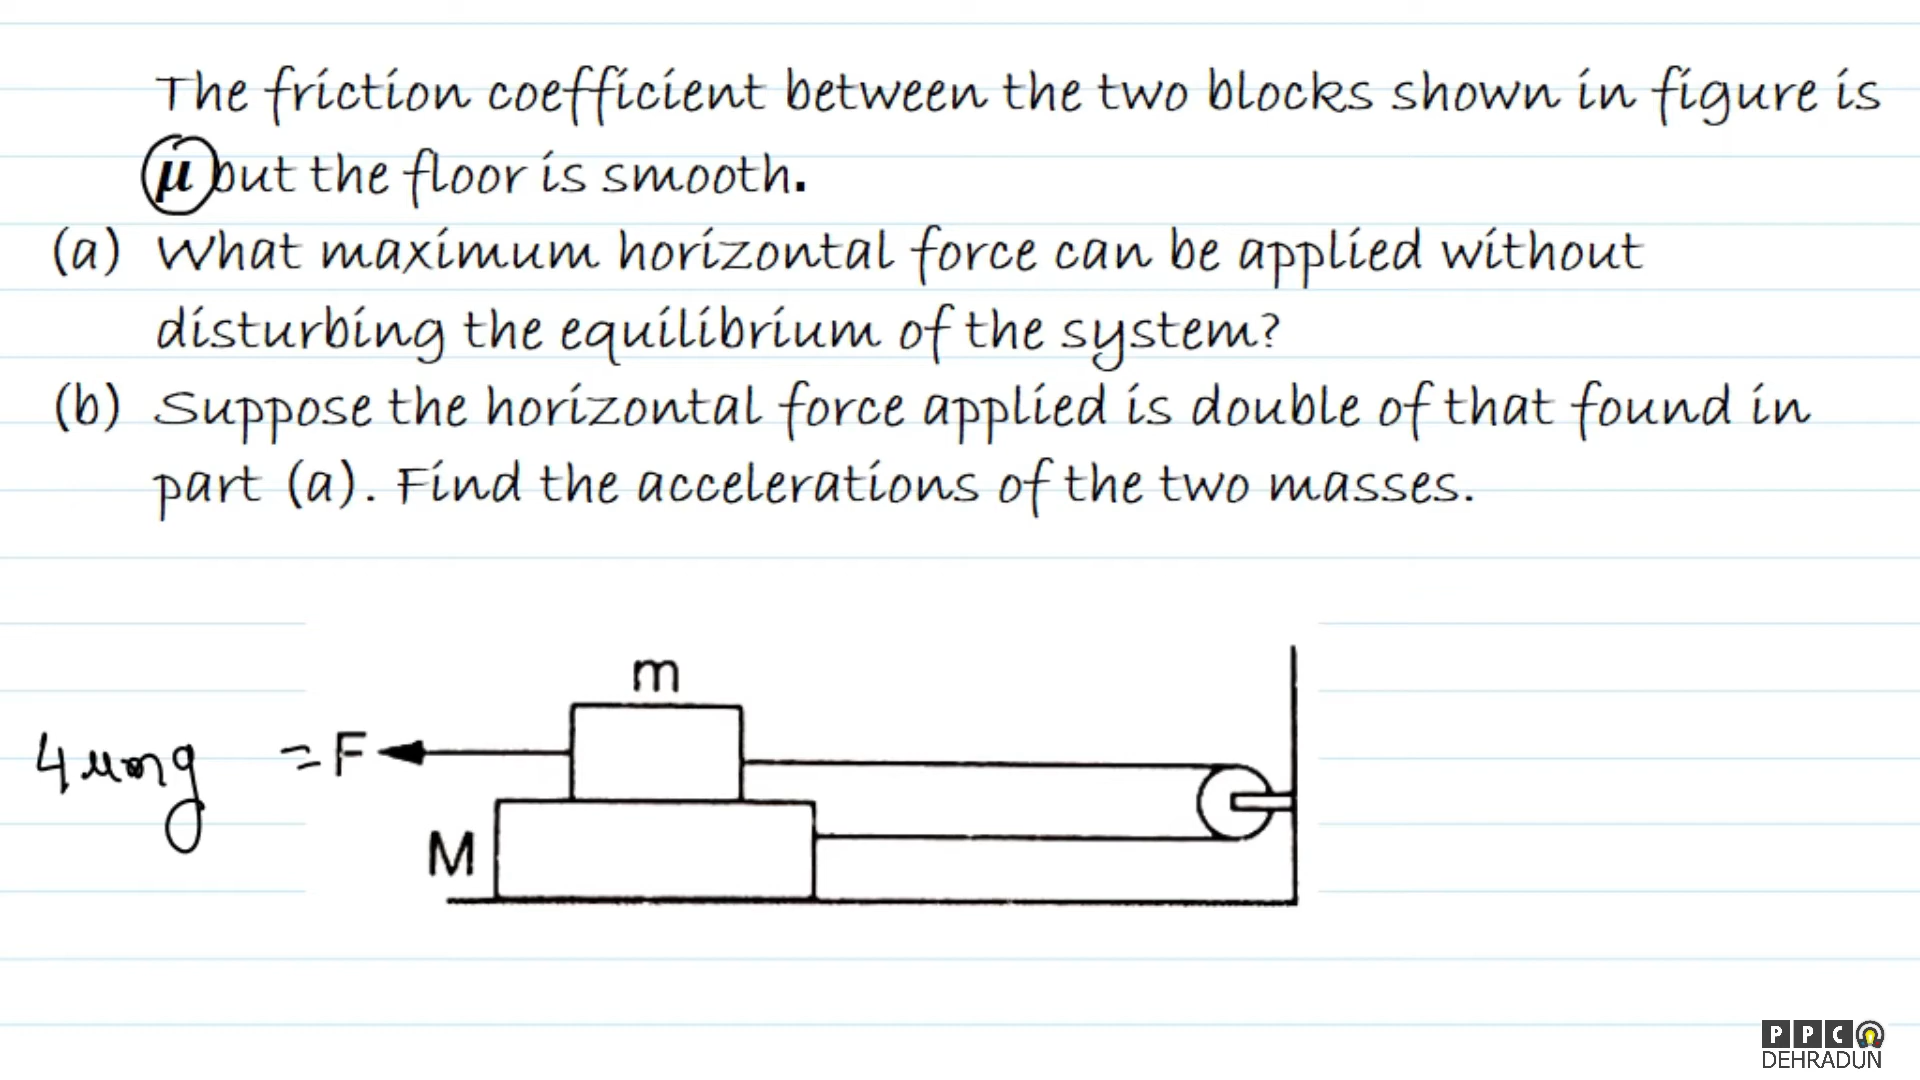 The friction coefficient between the two blocks shown in figure is
μ but the floor is smooth.
(a) What maximum horizontal force can be applied without
disturbing the equilibrium of the system?
(b) Suppose the horizontal force applied is double of that found in
part (a). Find the accelerations of the two masses.
m
4 μmg = F
M
PPC
DEHRADUN